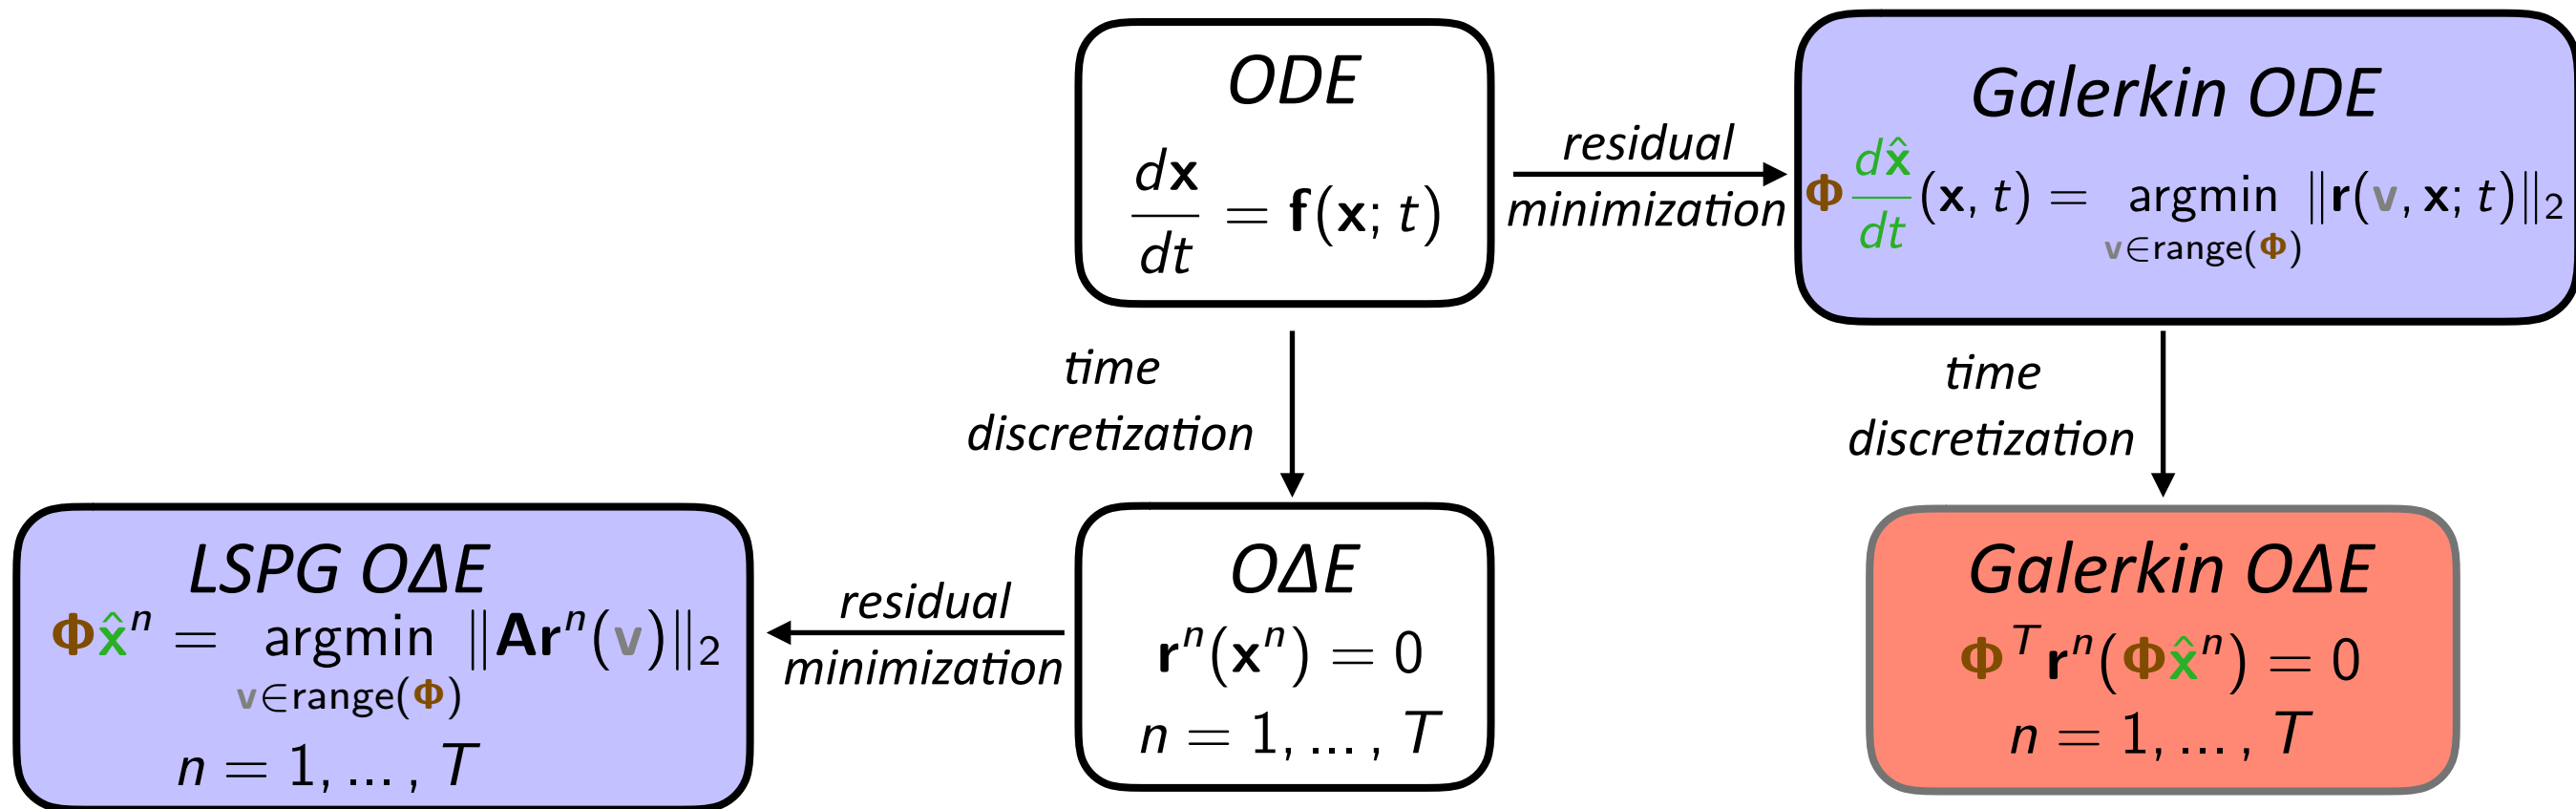 ODE
dx/dt = f(x; t)
residual
minimization
Galerkin ODE
Φ dx̂/dt (x, t) = argmin ‖r(v, x; t)‖₂
v∈range(Φ)
time
discretization
time
discretization
LSPG OΔE
Φx̂ⁿ = argmin ‖Arⁿ(v)‖₂
v∈range(Φ)
n = 1, ... , T
residual
minimization
OΔE
rⁿ(xⁿ) = 0
n = 1, ... , T
Galerkin OΔE
Φᵀrⁿ(Φx̂ⁿ) = 0
n = 1, ... , T